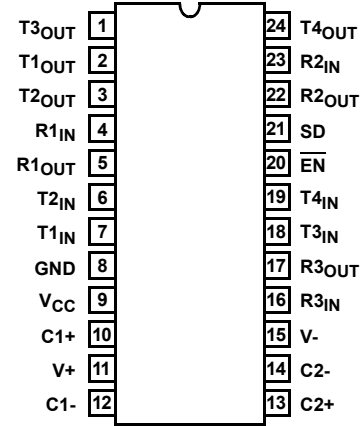 T3OUT 1 24 T4OUT
T1OUT 2 23 R2IN
T2OUT 3 22 R2OUT
R1IN 4 21 SD
R1OUT 5 20 EN
T2IN 6 19 T4IN
T1IN 7 18 T3IN
GND 8 17 R3OUT
VCC 9 16 R3IN
C1+ 10 15 V-
V+ 11 14 C2-
C1- 12 13 C2+